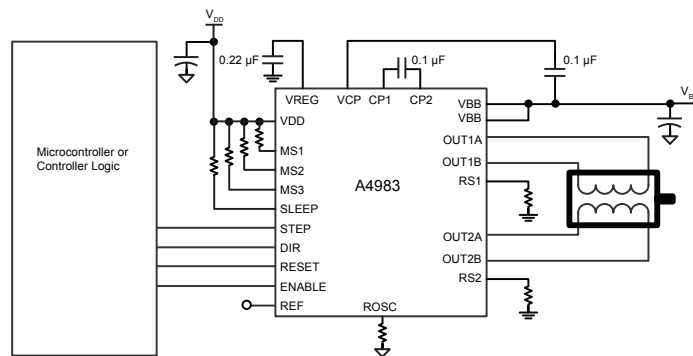 VDD
0.22 µF
0.1 µF
0.1 µF
VREG
VCP
CP1
CP2
VDD
MS1
MS2
MS3
SLEEP
STEP
DIR
RESET
ENABLE
REF
ROSC
A4983
VBB
VBB
OUT1A
OUT1B
RS1
OUT2A
OUT2B
RS2
Microcontroller or
Controller Logic